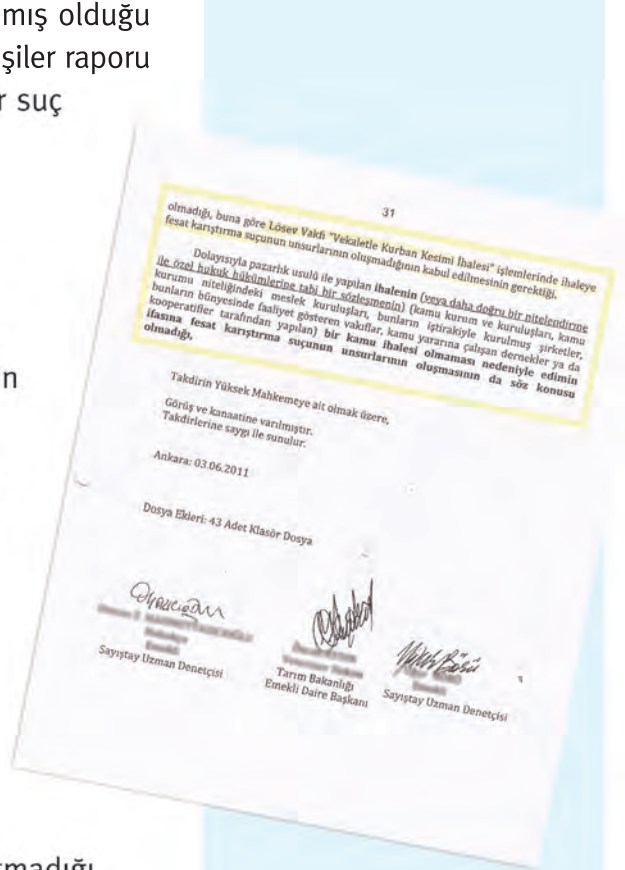 mış olduğu
şiler raporu
r suç
n
31
olmadığı, buna göre Lösev Vakfı "Vekaletle Kurban Kesimi İhalesi" işlemlerinde ihaleye
fesat karıştırma suçunun unsurlarının oluşmadığının kabul edilmesinin gerektiği.
Dolayısıyla pazarlık usulü ile yapılan ihalenin (veya daha doğru bir nitelendirme
ile özel hukuk hükümlerine tabi bir sözleşmenin) (kamu kurum ve kuruluşları, kamu
kurumu niteliğindeki meslek kuruluşları, bunların iştirakiyle kurulmuş şirketler,
bunların bünyesinde faaliyet gösteren vakıflar, kamu yararına çalışan dernekler ya da
kooperatifler tarafından yapılan) bir kamu ihalesi olmaması nedeniyle edimin
ifasına fesat karıştırma suçunun unsurlarının oluşmasının da söz konusu
olmadığı,
Takdirin Yüksek Mahkemeye ait olmak üzere,
Görüş ve kanaatine varılmıştır.
Takdirlerine saygı ile sunulur.
Ankara: 03.06.2011
Dosya Ekleri: 43 Adet Klasör Dosya
Sayıştay Uzman Denetçisi
Tarım Bakanlığı
Emekli Daire Başkanı
Sayıştay Uzman Denetçisi